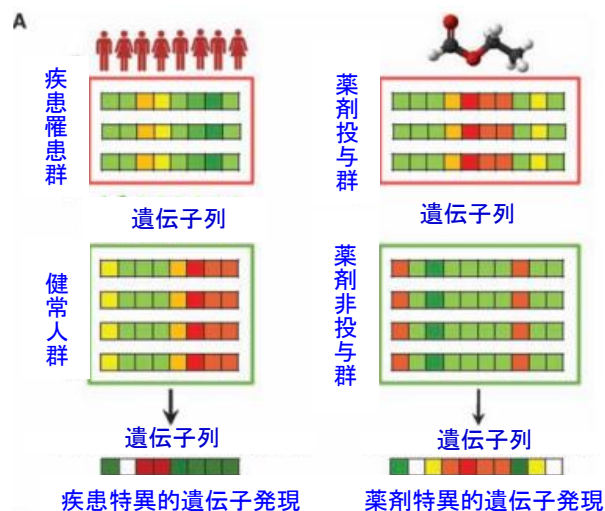 A
疾患罹患群
薬剤投与群
遺伝子列
遺伝子列
健常人群
薬剤非投与群
遺伝子列
遺伝子列
疾患特異的遺伝子発現
薬剤特異的遺伝子発現